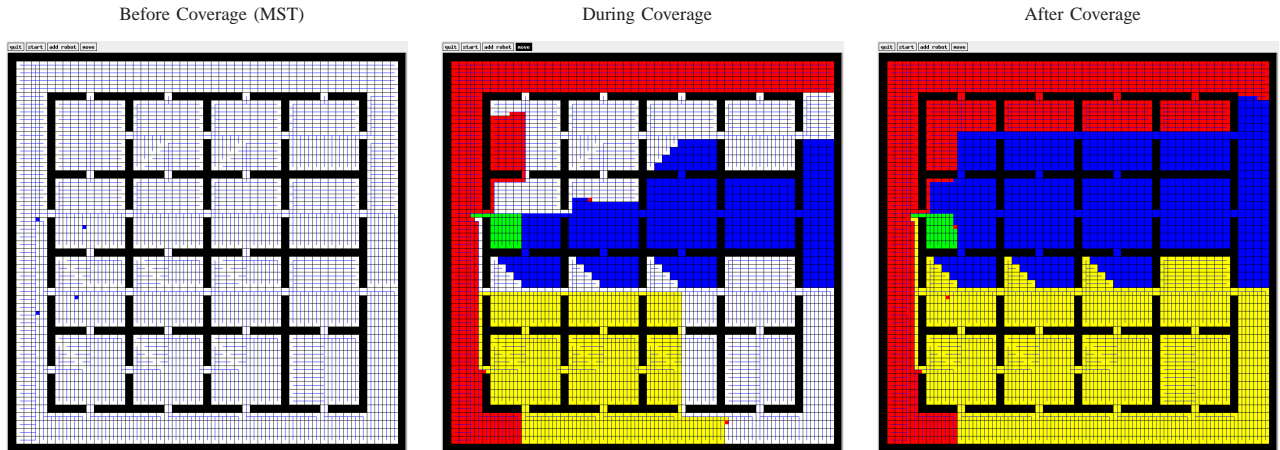 Before Coverage (MST)
During Coverage
After Coverage
quit start add robot move
quit start add robot move
quit start add robot move